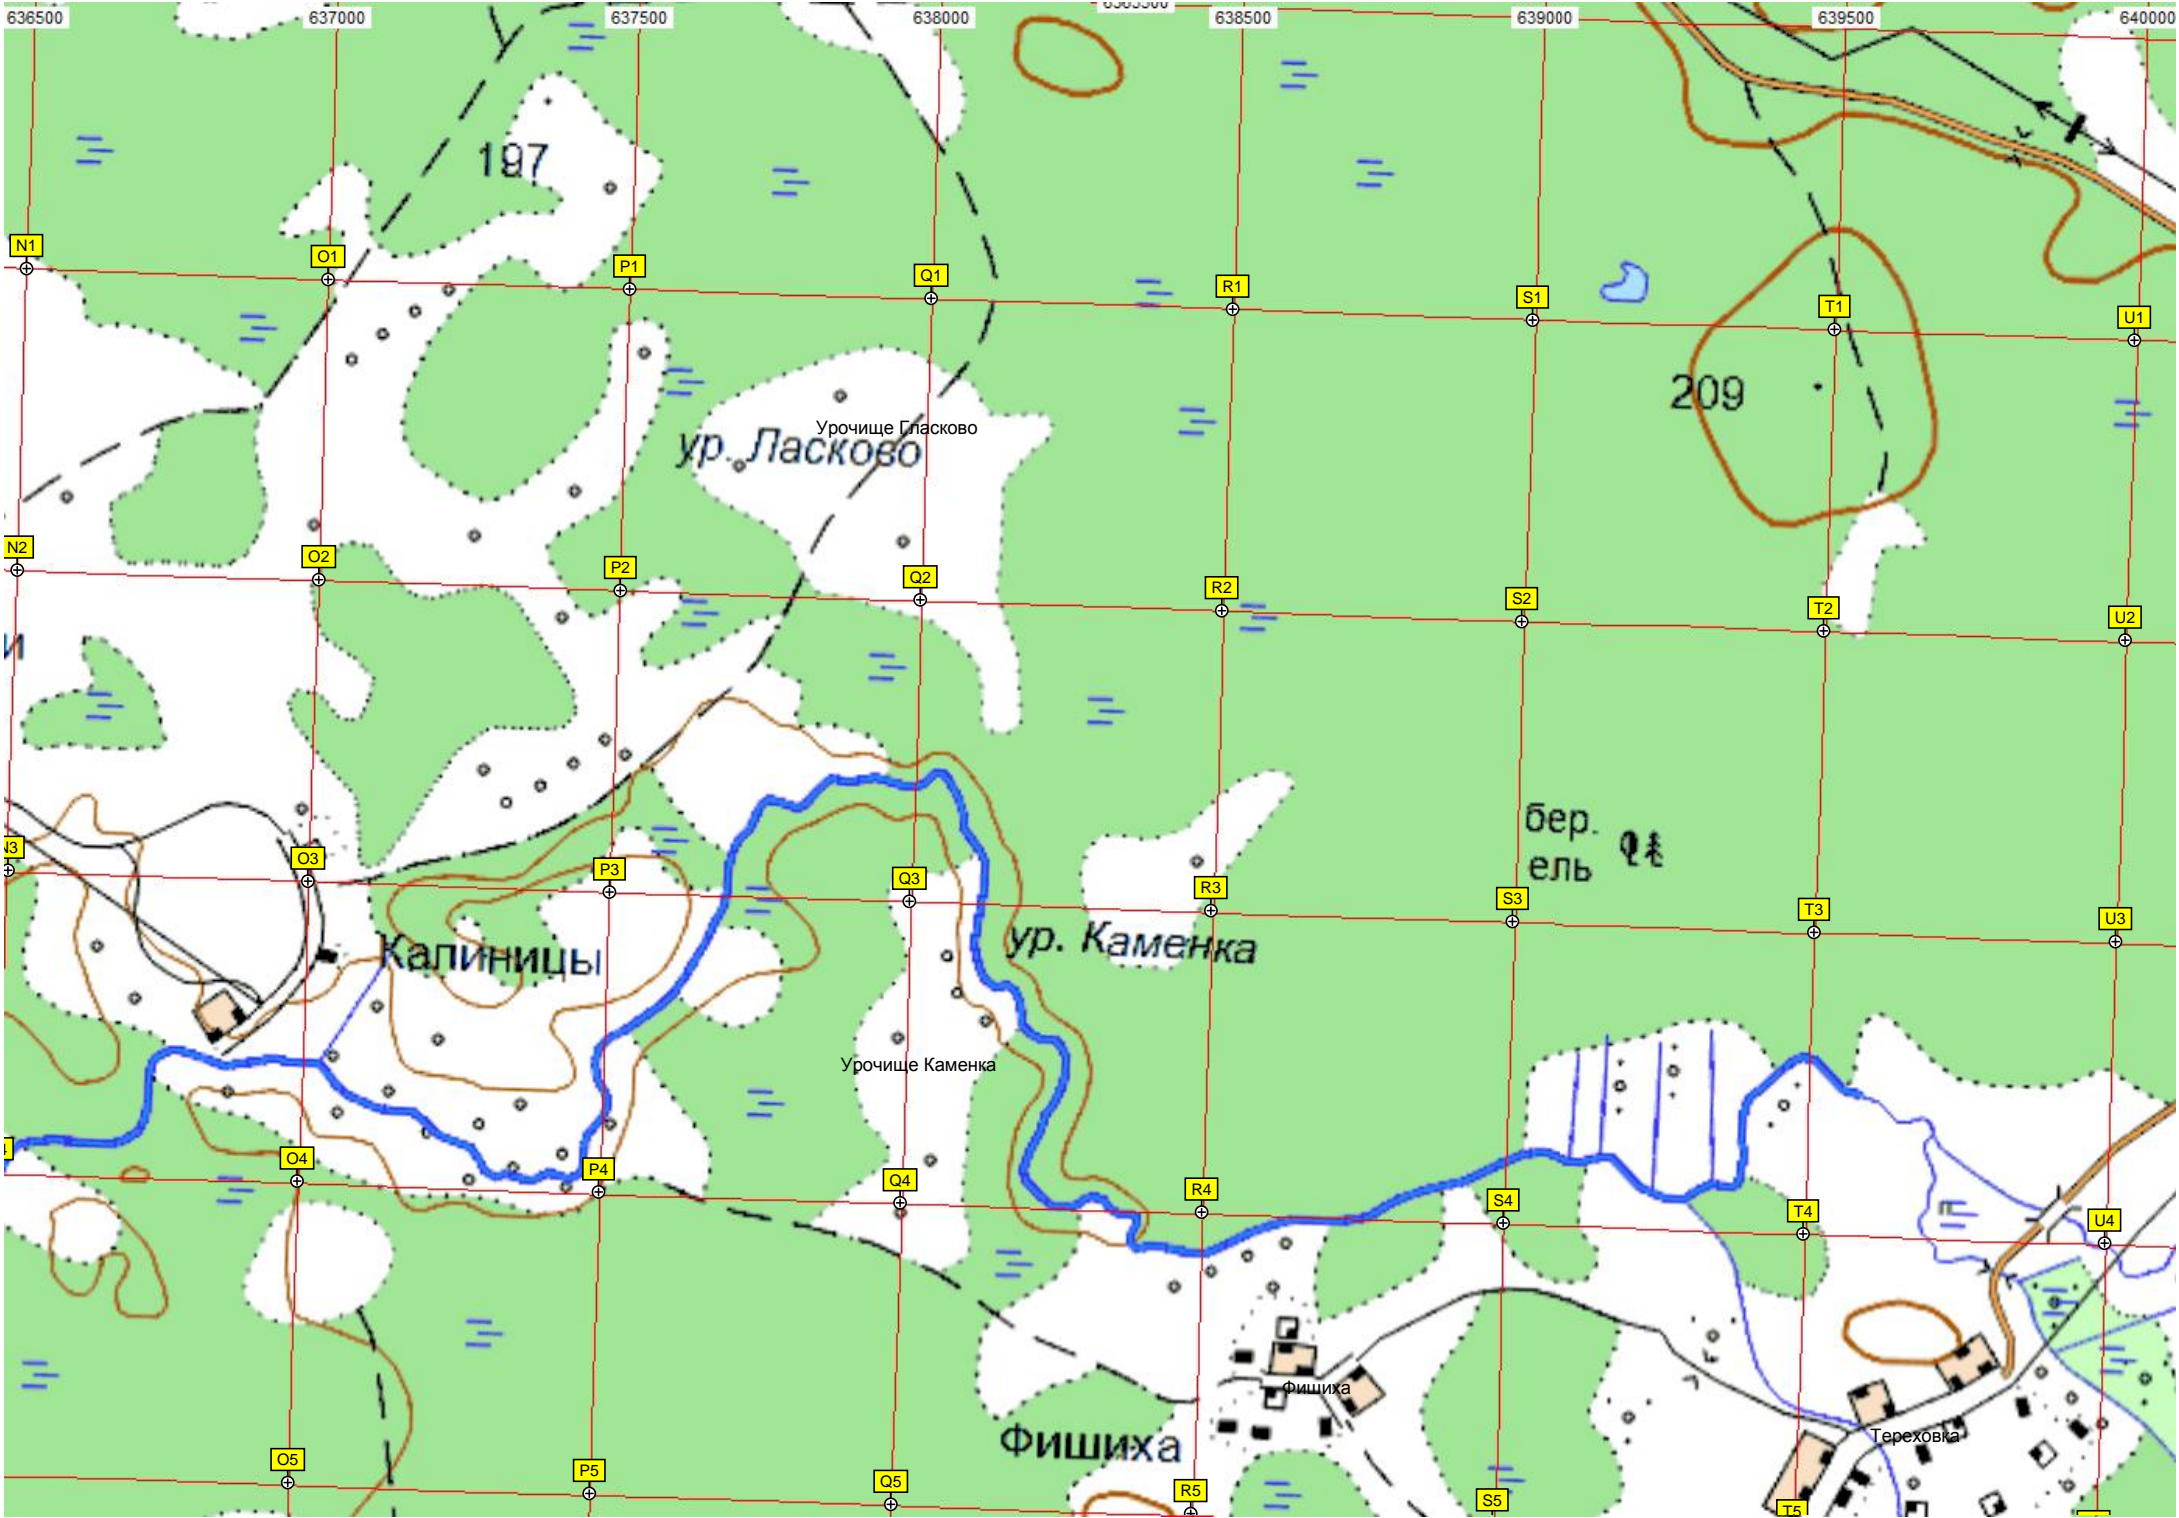 636500 637000 637500 638000 638500 639000 639500 640000
197
N1 O1 P1 Q1 R1 S1 T1 U1
209
Урочище Гласково
ур. Ласково
N2 O2 P2 Q2 R2 S2 T2 U2
и
бер.
ель
N3 O3 P3 Q3 R3 S3 T3 U3
ур. Каменка
Калиницы
Урочище Каменка
O4 P4 Q4 R4 S4 T4 U4
Фишиха
Тереховка
Фишиха
O5 P5 Q5 R5 S5 T5